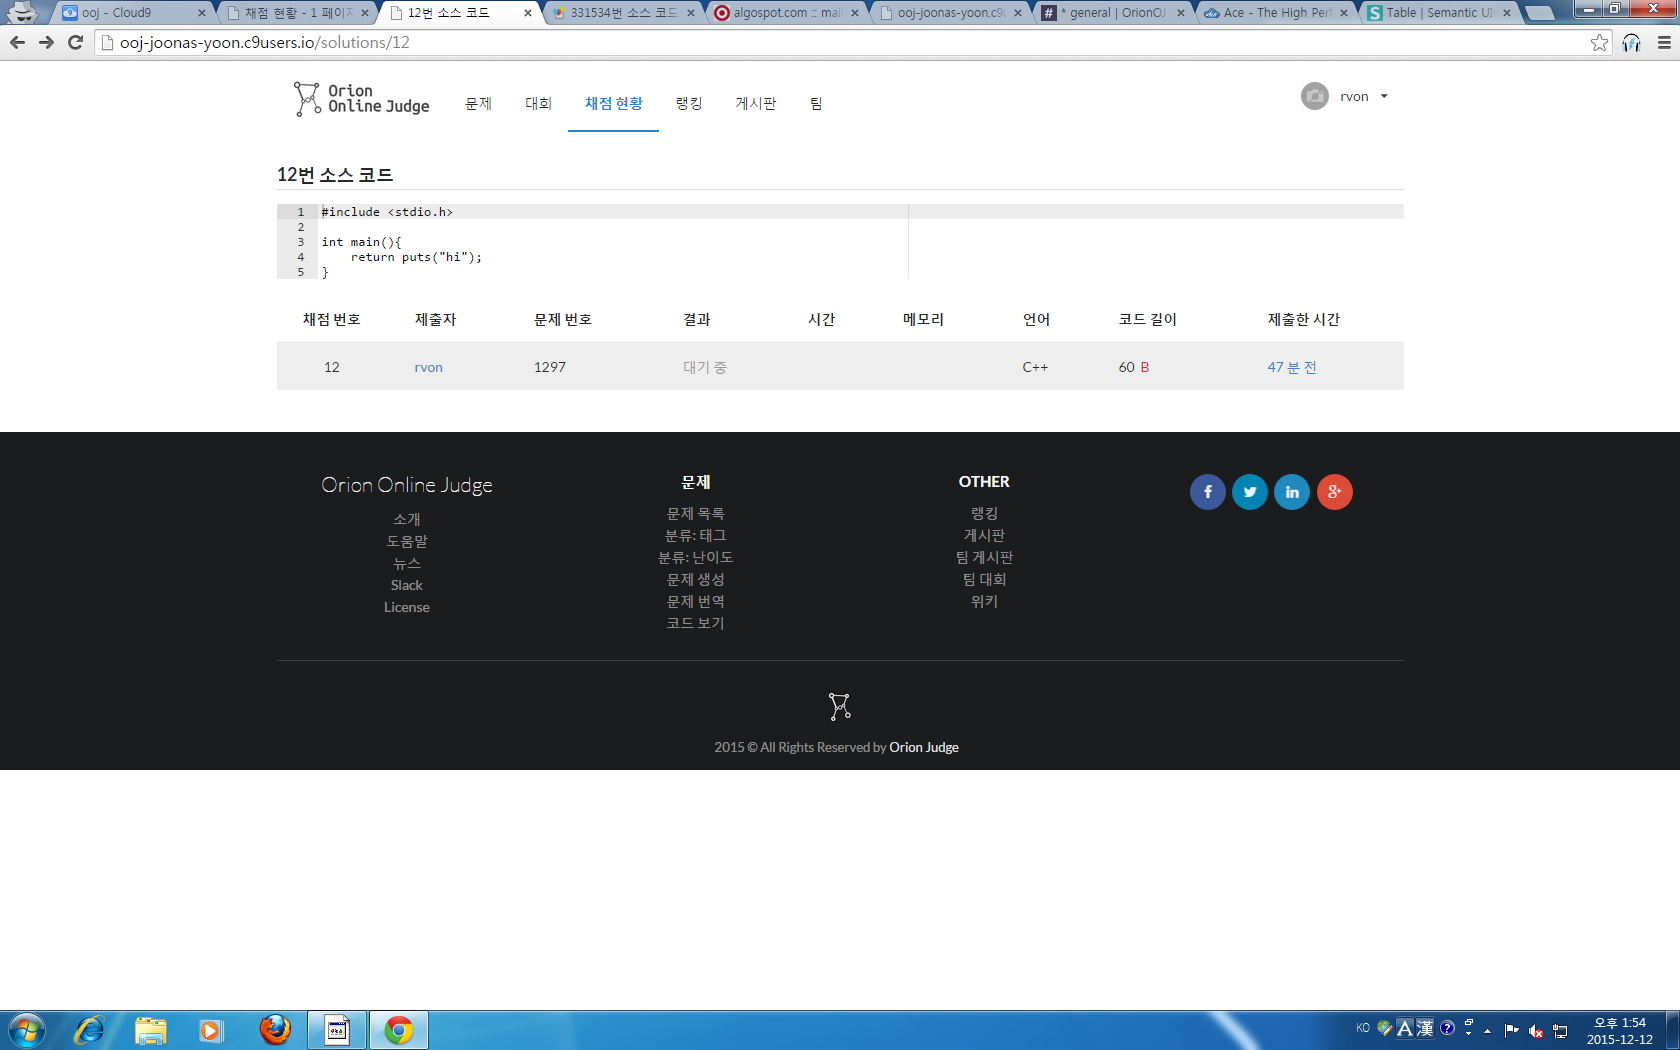 ooj - Cloud9
채점 현황 - 1 페이지
12번 소스 코드
331534번 소스 코드
algospot.com :: mai
ooj-joonas-yoon.c9u
* general | OrionOJ
Ace - The High Perf
Table | Semantic UI
ooj-joonas-yoon.c9users.io/solutions/12
Orion
Online Judge
문제 대회 채점 현황 랭킹 게시판 팀
rvon
12번 소스 코드
1 #include <stdio.h>
2
3 int main(){
4 return puts("hi");
5 }
채점 번호 제출자 문제 번호 결과 시간 메모리 언어 코드 길이 제출한 시간
12 rvon 1297 대기 중 C++ 60 B 47 분 전
Orion Online Judge
소개
도움말
뉴스
Slack
License
문제
문제 목록
분류: 태그
분류: 난이도
문제 생성
문제 번역
코드 보기
OTHER
랭킹
게시판
팀 게시판
팀 대회
위키
2015 © All Rights Reserved by Orion Judge
KO A 漢
오후 1:54
2015-12-12